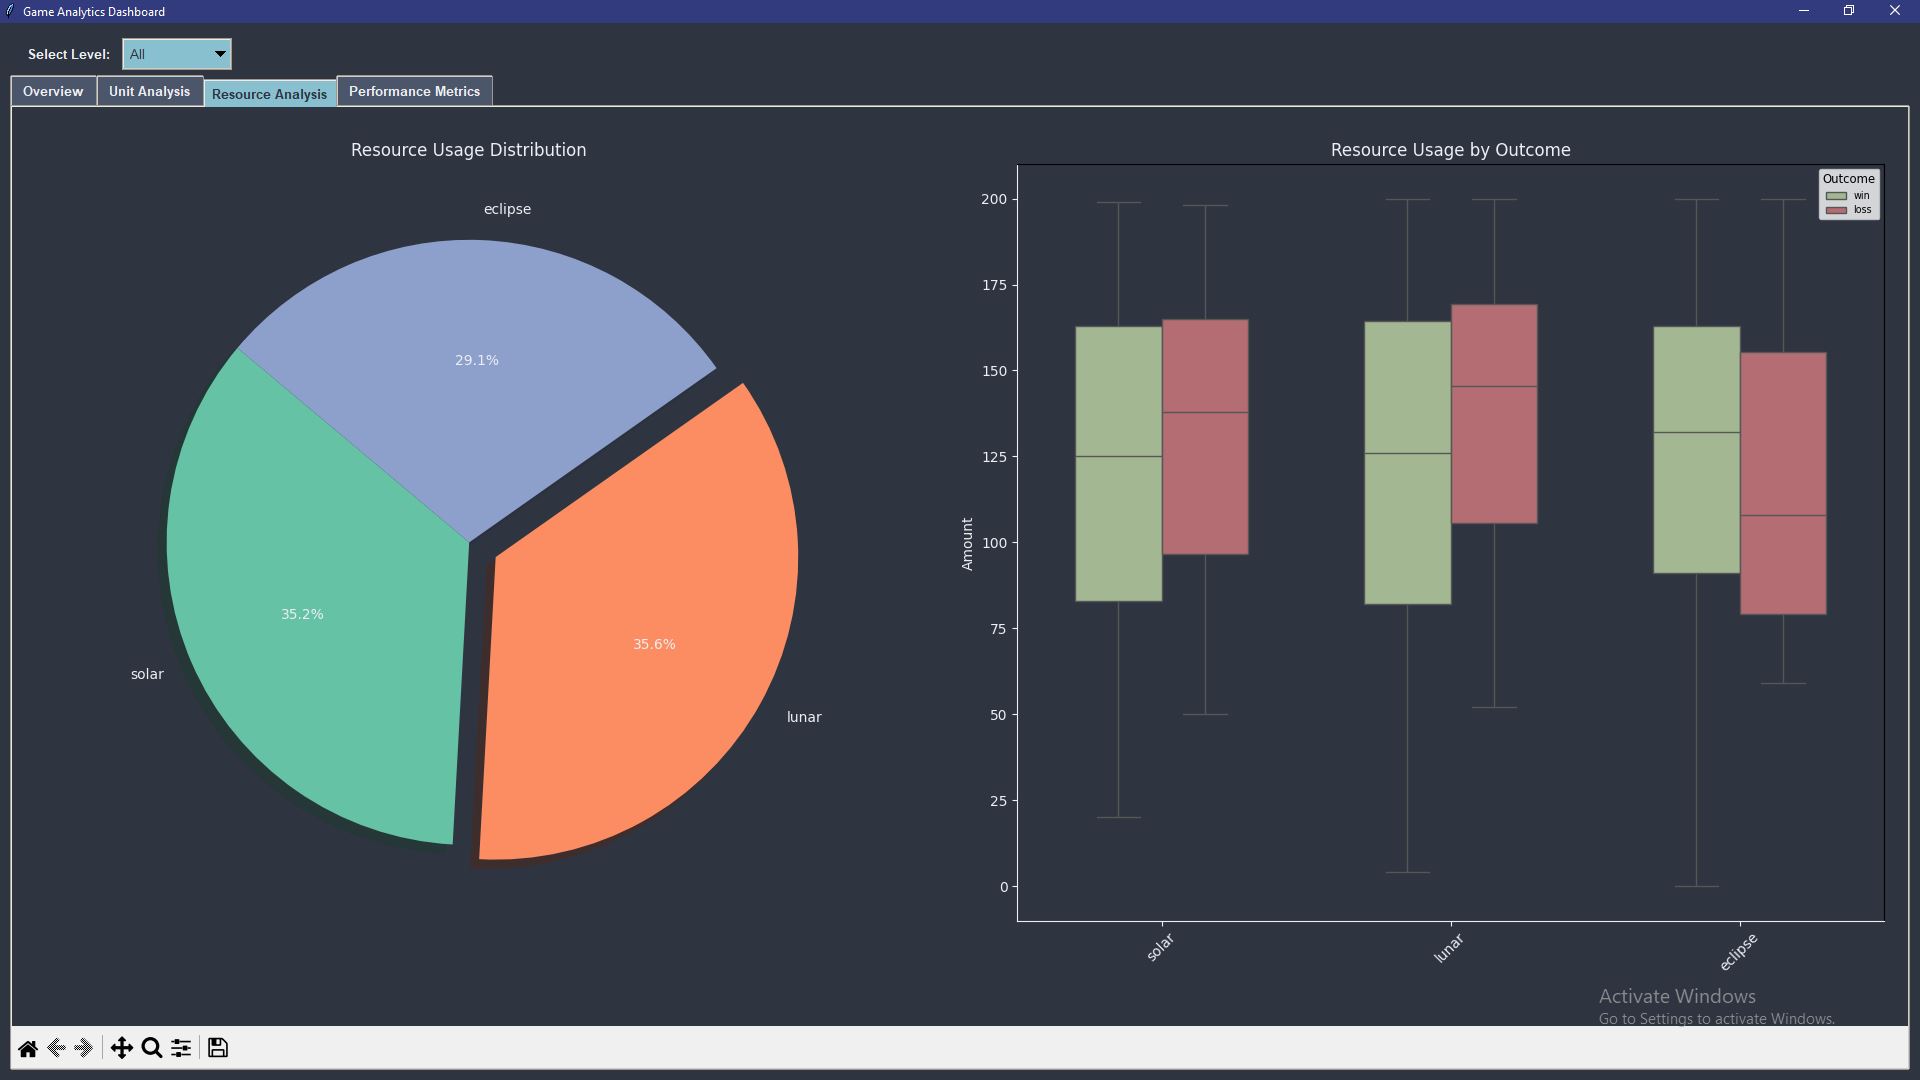 Game Analytics Dashboard
Select Level: All
Overview Unit Analysis Resource Analysis Performance Metrics
Resource Usage Distribution
eclipse
29.1%
35.2%
35.6%
solar
lunar
Resource Usage by Outcome
Outcome
win
loss
200
175
150
125
100
75
50
25
0
Amount
solar lunar eclipse
Activate Windows
Go to Settings to activate Windows.